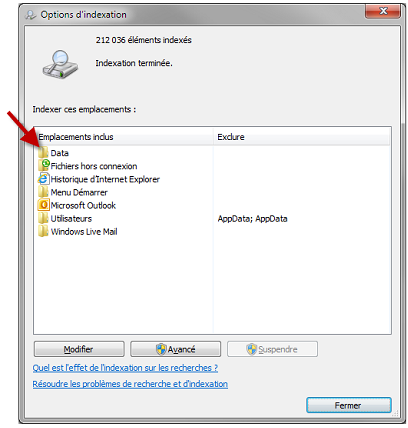 Options d'indexation
212 036 éléments indexés
Indexation terminée.
Indexer ces emplacements :
Emplacements inclus Exclure
Data
Fichiers hors connexion
Historique d'Internet Explorer
Menu Démarrer
Microsoft Outlook
Utilisateurs AppData; AppData
Windows Live Mail
Modifier Avancé Suspendre
Quel est l'effet de l'indexation sur les recherches ?
Résoudre les problèmes de recherche et d'indexation
Fermer